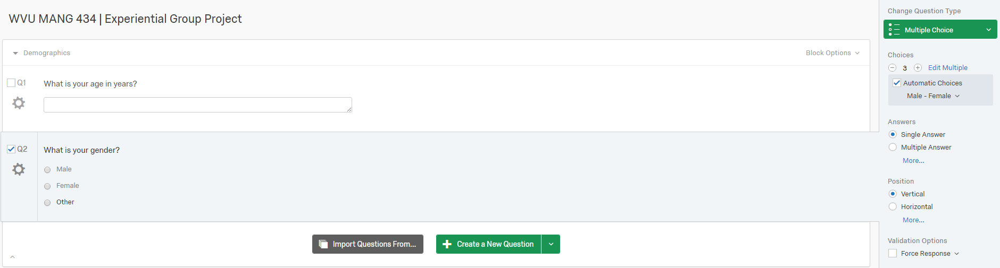 WVU MANG 434 | Experiential Group Project
Demographics
Block Options
Q1
What is your age in years?
Q2
What is your gender?
Male
Female
Other
Import Questions From...
Create a New Question
Change Question Type
Multiple Choice
Choices
3
Edit Multiple
Automatic Choices
Male - Female
Answers
Single Answer
Multiple Answer
More...
Position
Vertical
Horizontal
More...
Validation Options
Force Response